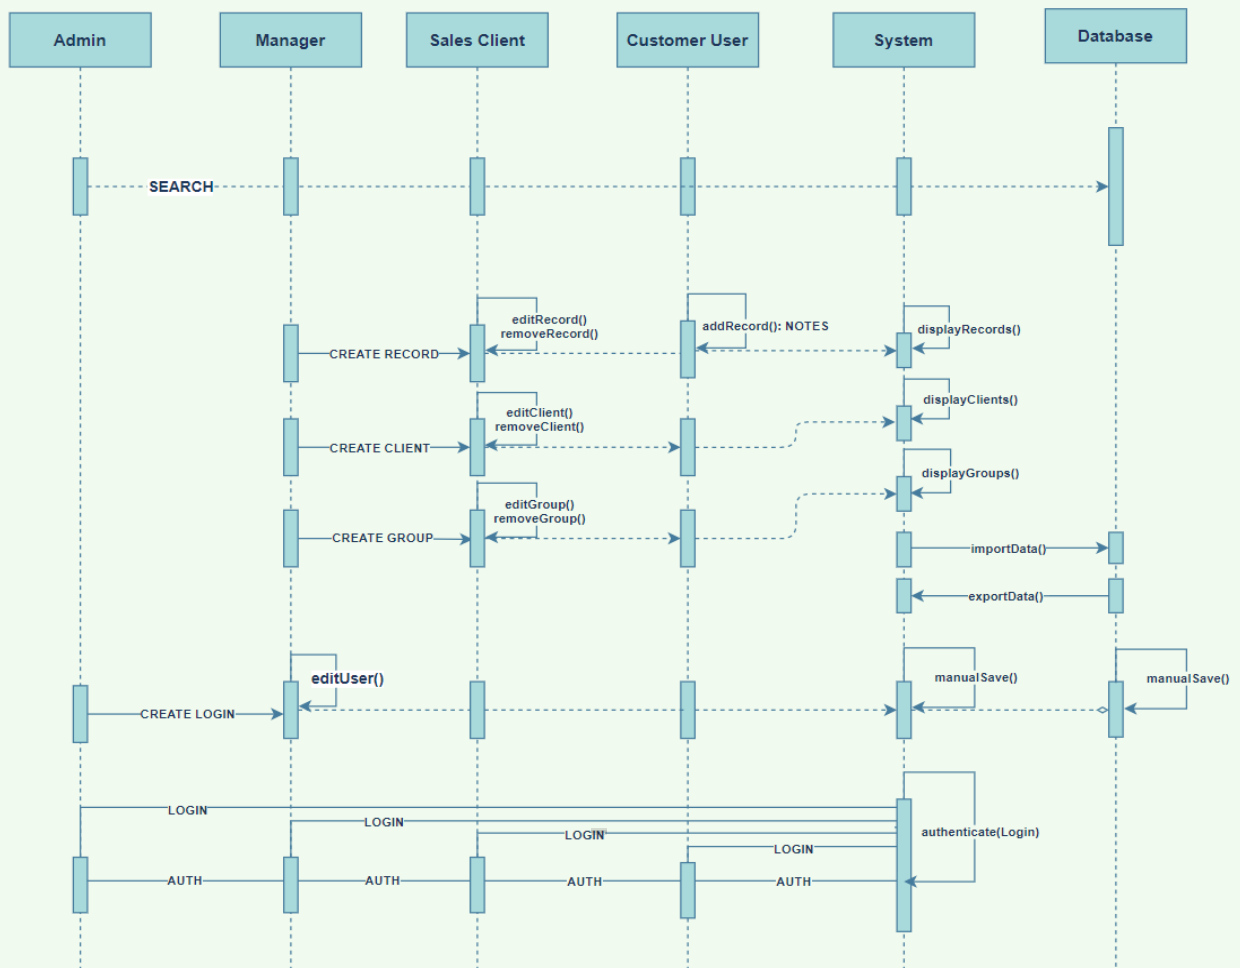 Admin
Manager
Sales Client
Customer User
System
Database
SEARCH
editRecord()
removeRecord()
addRecord(): NOTES
displayRecords()
CREATE RECORD
displayClients()
editClient()
removeClient()
CREATE CLIENT
displayGroups()
editGroup()
removeGroup()
CREATE GROUP
importData()
exportData()
editUser()
manualSave()
manualSave()
CREATE LOGIN
LOGIN
LOGIN
authenticate(Login)
LOGIN
LOGIN
AUTH
AUTH
AUTH
AUTH